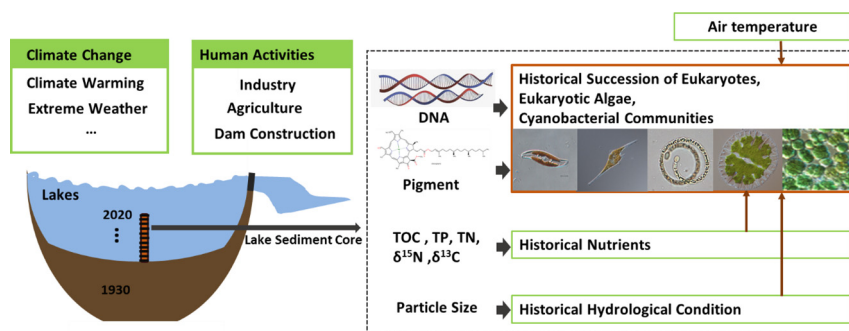 Climate Change
Climate Warming
Extreme Weather
...
Human Activities
Industry
Agriculture
Dam Construction
Lakes
2020
1930
Lake Sediment Core
Air temperature
DNA
Pigment
Historical Succession of Eukaryotes,
Eukaryotic Algae,
Cyanobacterial Communities
TOC , TP, TN,
δ¹⁵N ,δ¹³C
Historical Nutrients
Particle Size
Historical Hydrological Condition